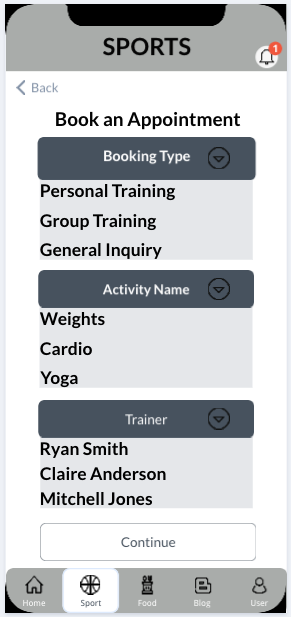 SPORTS
1
Back
Book an Appointment
Booking Type
Personal Training
Group Training
General Inquiry
Activity Name
Weights
Cardio
Yoga
Trainer
Ryan Smith
Claire Anderson
Mitchell Jones
Continue
Home Sport Food Blog User